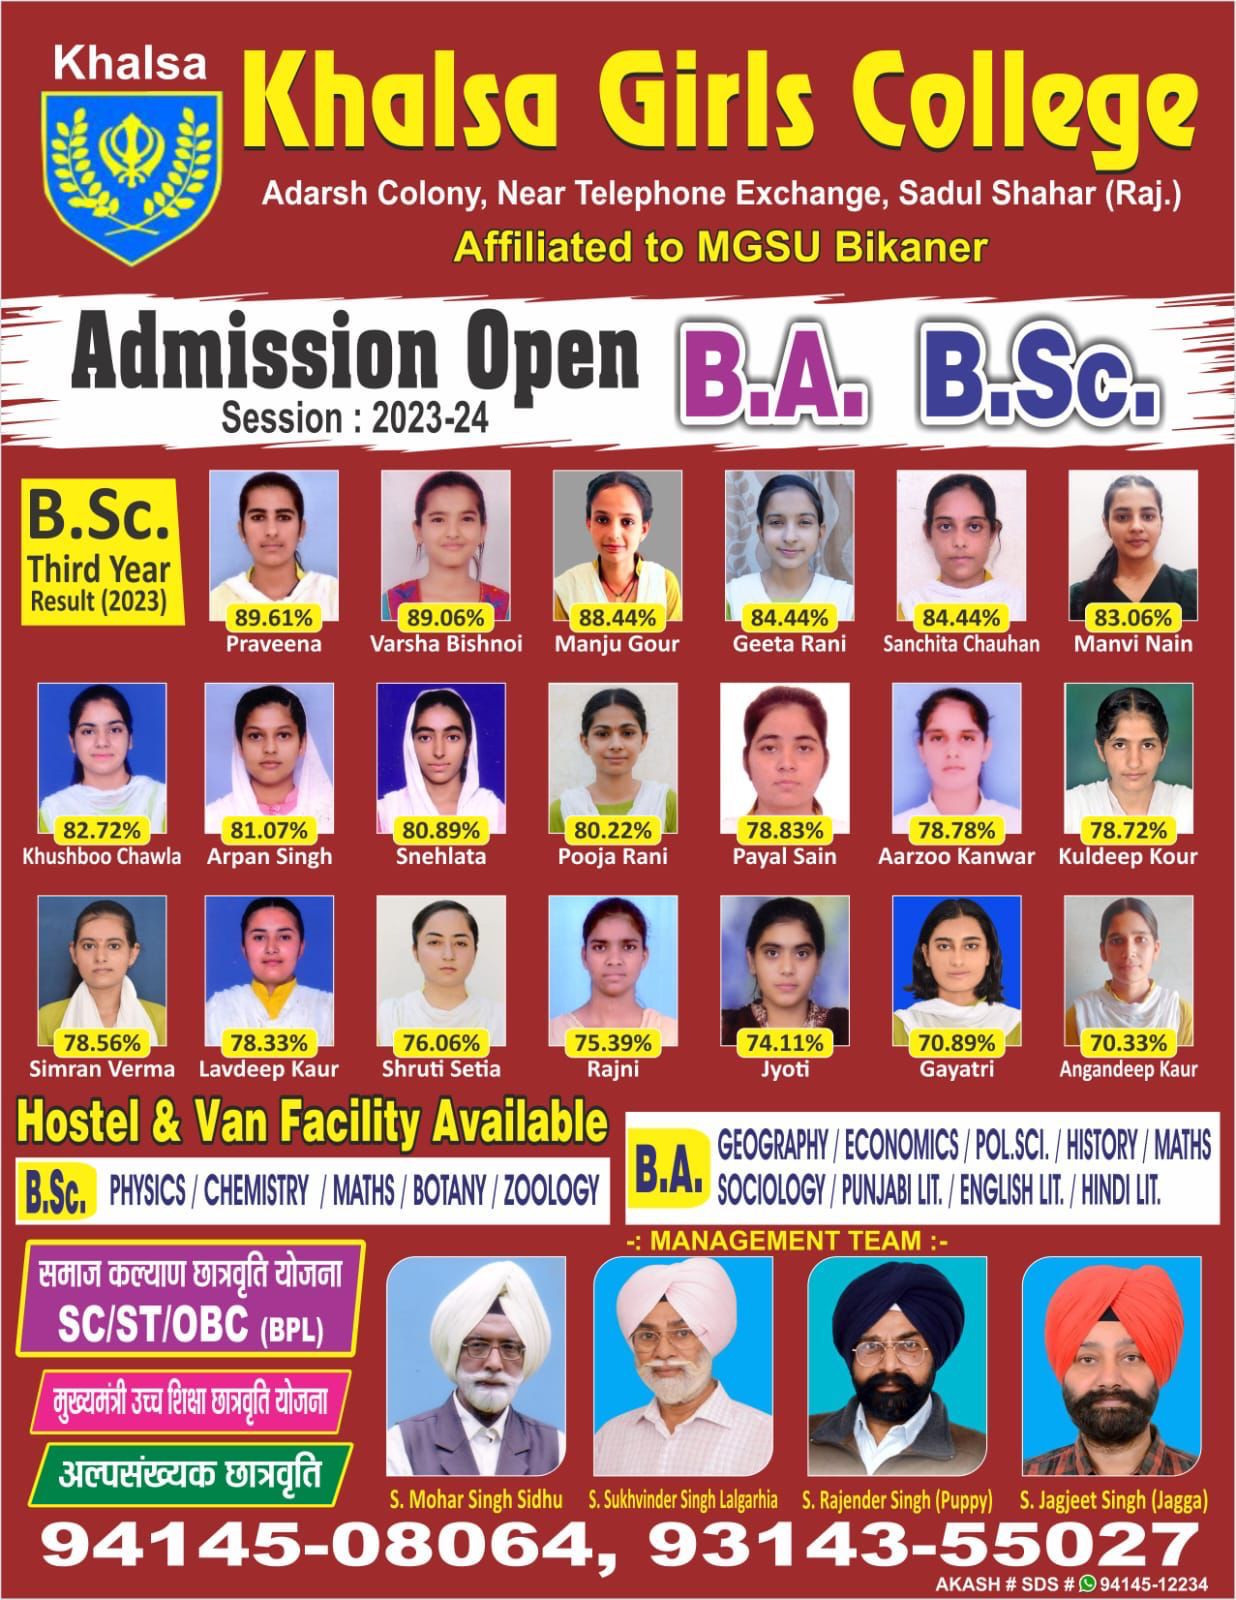 Khalsa
Khalsa Girls College
Adarsh Colony, Near Telephone Exchange, Sadul Shahar (Raj.)
Affiliated to MGSU Bikaner
Admission Open
Session : 2023-24
B.A. B.Sc.
B.Sc.
Third Year
Result (2023)
89.61% 89.06% 88.44% 84.44% 84.44% 83.06%
Praveena Varsha Bishnoi Manju Gour Geeta Rani Sanchita Chauhan Manvi Nain
82.72% 81.07% 80.89% 80.22% 78.83% 78.78% 78.72%
Khushboo Chawla Arpan Singh Snehlata Pooja Rani Payal Sain Aarzoo Kanwar Kuldeep Kour
78.56% 78.33% 76.06% 75.39% 74.11% 70.89% 70.33%
Simran Verma Lavdeep Kaur Shruti Setia Rajni Jyoti Gayatri Angandeep Kaur
Hostel & Van Facility Available
B.Sc. PHYSICS / CHEMISTRY / MATHS / BOTANY / ZOOLOGY
B.A.
GEOGRAPHY / ECONOMICS / POL.SCI. / HISTORY / MATHS
SOCIOLOGY / PUNJABI LIT. / ENGLISH LIT. / HINDI LIT.
समाज कल्याण छात्रवृति योजना
SC/ST/OBC (BPL)
मुख्यमंत्री उच्च शिक्षा छात्रवृति योजना
अल्पसंख्यक छात्रवृति
-: MANAGEMENT TEAM :-
S. Mohar Singh Sidhu S. Sukhvinder Singh Lalgarhia S. Rajender Singh (Puppy) S. Jagjeet Singh (Jagga)
94145-08064, 93143-55027
AKASH # SDS # 94145-12234